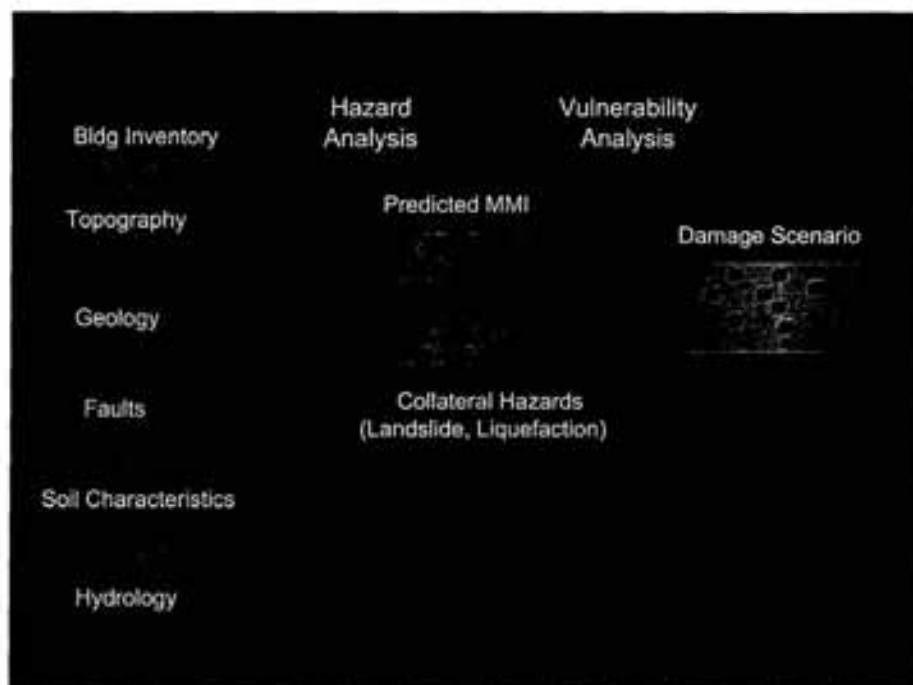 Hazard
Analysis
Vulnerability
Analysis
Bldg Inventory
Topography
Predicted MMI
Damage Scenario
Geology
Faults
Collateral Hazards
(Landslide, Liquefaction)
Soil Characteristics
Hydrology